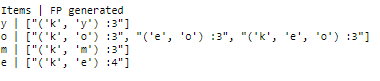 Items | FP generated
y | ["('k', 'y') :3"]
o | ["('k', 'o') :3", "('e', 'o') :3", "('k', 'e', 'o') :3"]
m | ["('k', 'm') :3"]
e | ["('k', 'e') :4"]